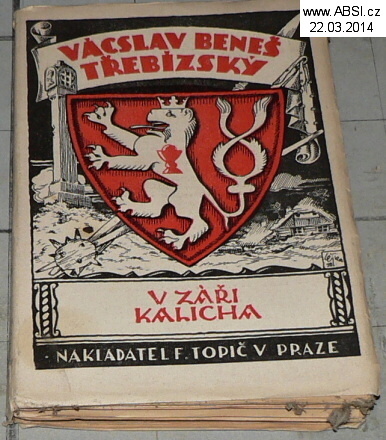 www.ABSI.cz
22.03.2014
VÁCSLAV BENEŠ
TŘEBÍZSKÝ
V ZÁŘI
KALICHA
NAKLADATEL F. TOPIČ V PRAZE